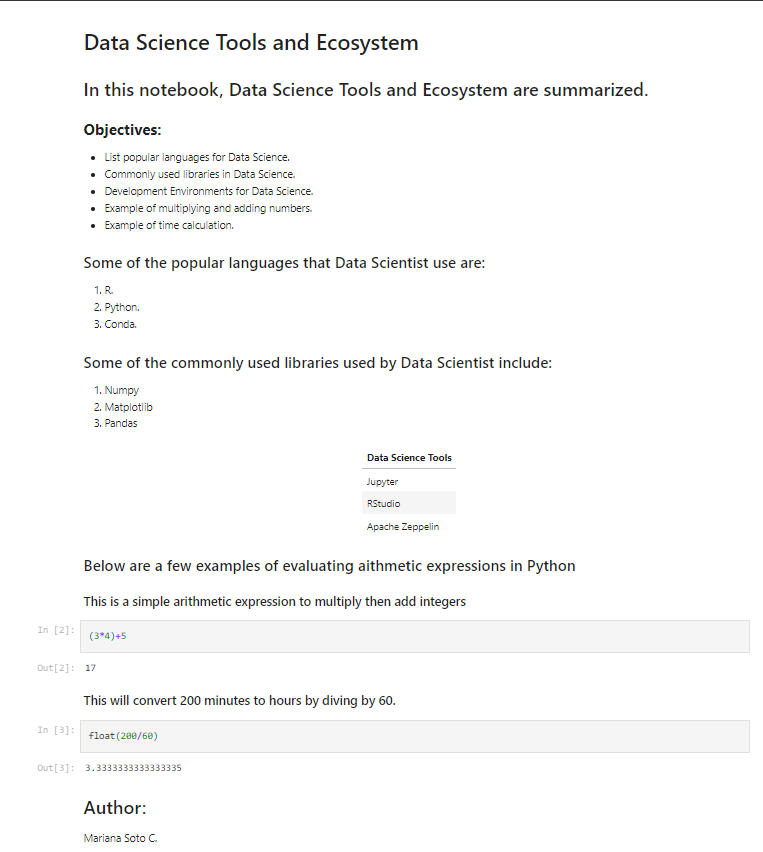 Data Science Tools and Ecosystem
In this notebook, Data Science Tools and Ecosystem are summarized.
Objectives:
• List popular languages for Data Science.
• Commonly used libraries in Data Science.
• Development Environments for Data Science.
• Example of multiplying and adding numbers.
• Example of time calculation.
Some of the popular languages that Data Scientist use are:
1. R.
2. Python.
3. Conda.
Some of the commonly used libraries used by Data Scientist include:
1. Numpy
2. Matplotlib
3. Pandas
Data Science Tools
Jupyter
RStudio
Apache Zeppelin
Below are a few examples of evaluating aithmetic expressions in Python
This is a simple arithmetic expression to multiply then add integers
In [2]: (3*4)+5
Out[2]: 17
This will convert 200 minutes to hours by diving by 60.
In [3]: float(200/60)
Out[3]: 3.3333333333333335
Author:
Mariana Soto C.